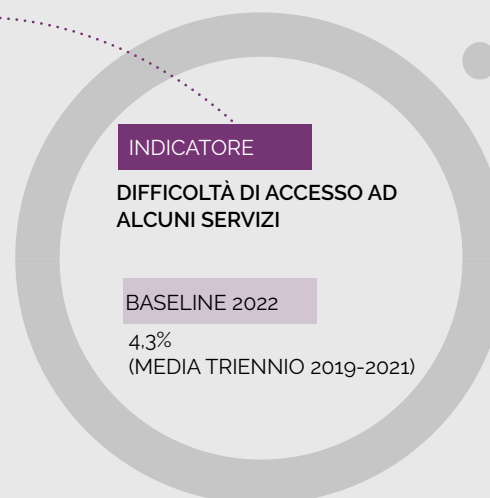 INDICATORE
DIFFICOLTÀ DI ACCESSO AD
ALCUNI SERVIZI
BASELINE 2022
4,3%
(MEDIA TRIENNIO 2019-2021)